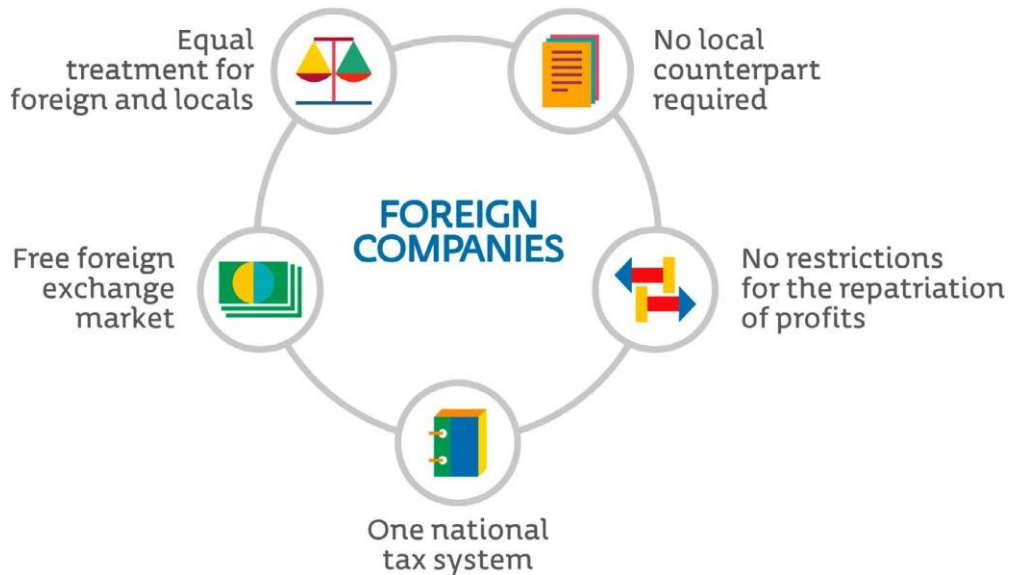 Equal
treatment for
foreign and locals
No local
counterpart
required
FOREIGN
COMPANIES
Free foreign
exchange
market
No restrictions
for the repatriation
of profits
One national
tax system